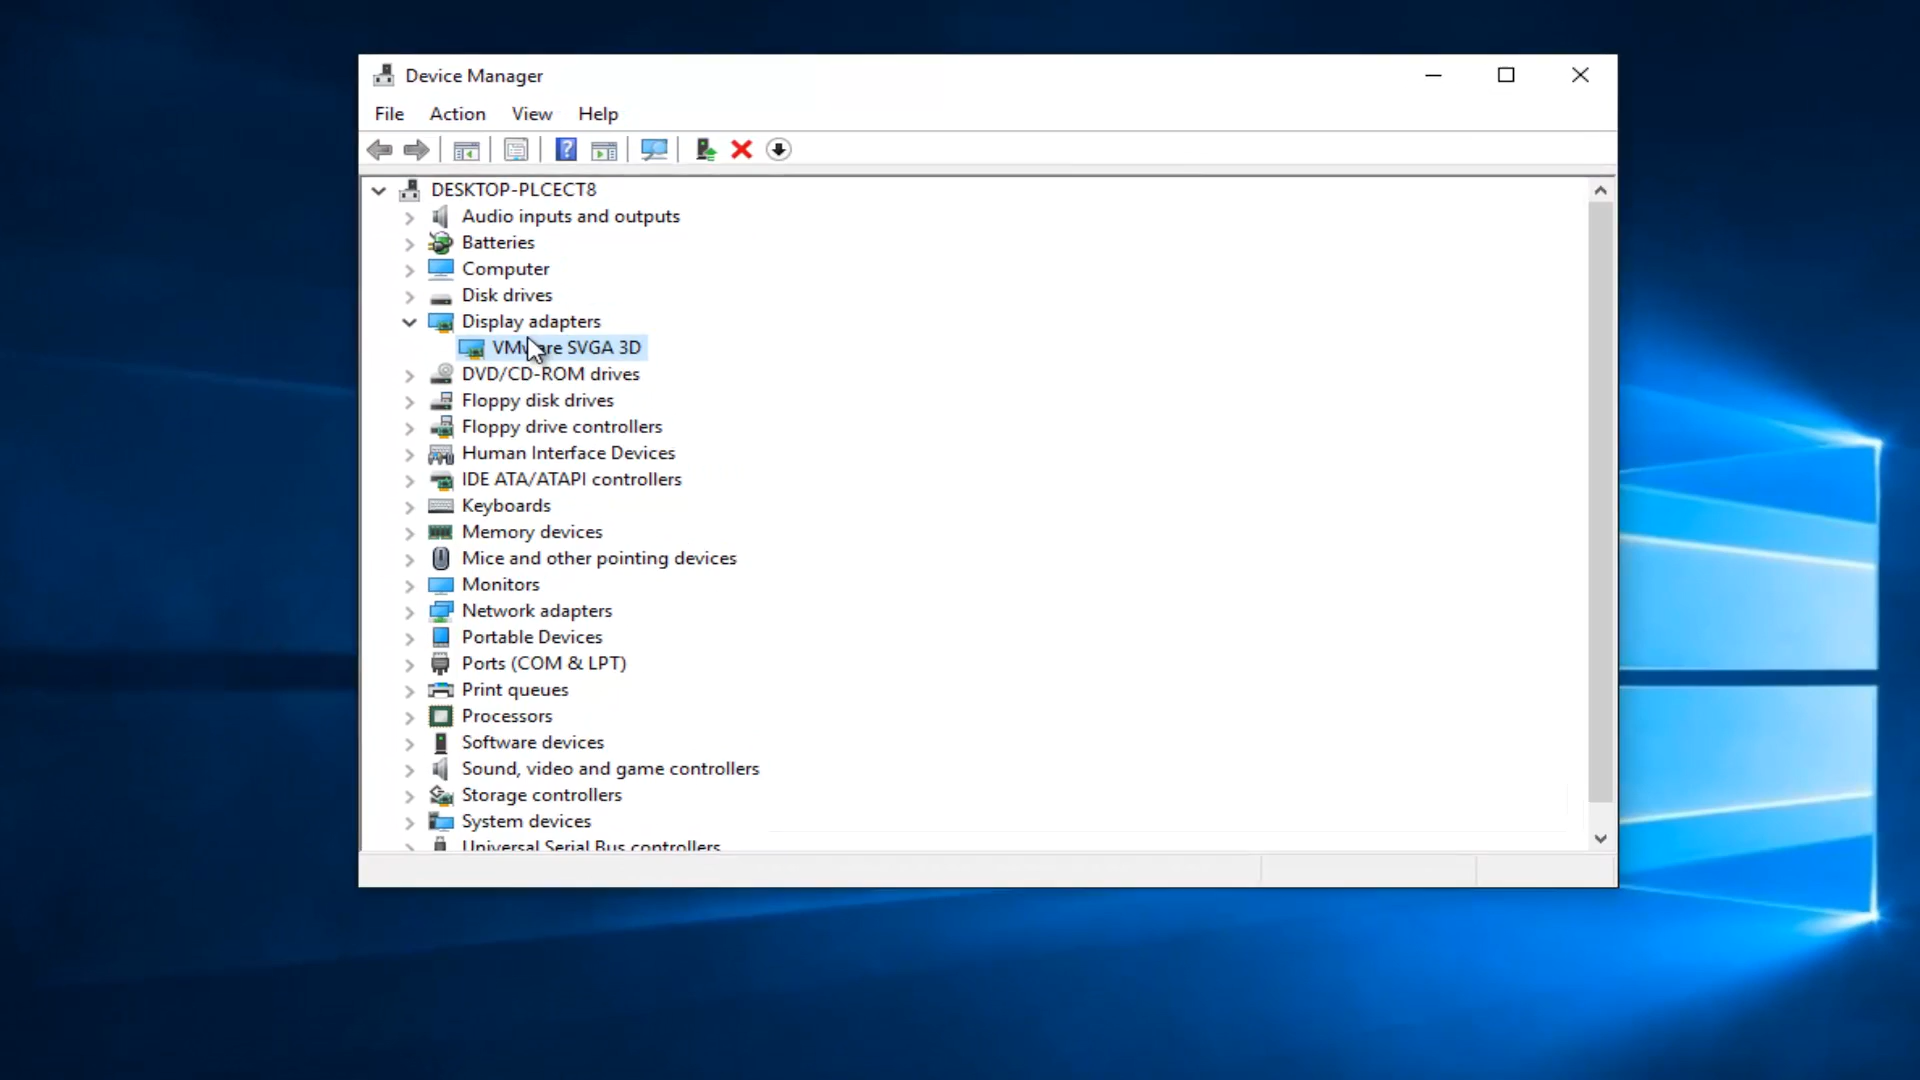 Device Manager
File Action View Help
DESKTOP-PLCECT8
Audio inputs and outputs
Batteries
Computer
Disk drives
Display adapters
VMware SVGA 3D
DVD/CD-ROM drives
Floppy disk drives
Floppy drive controllers
Human Interface Devices
IDE ATA/ATAPI controllers
Keyboards
Memory devices
Mice and other pointing devices
Monitors
Network adapters
Portable Devices
Ports (COM & LPT)
Print queues
Processors
Software devices
Sound, video and game controllers
Storage controllers
System devices
Universal Serial Bus controllers